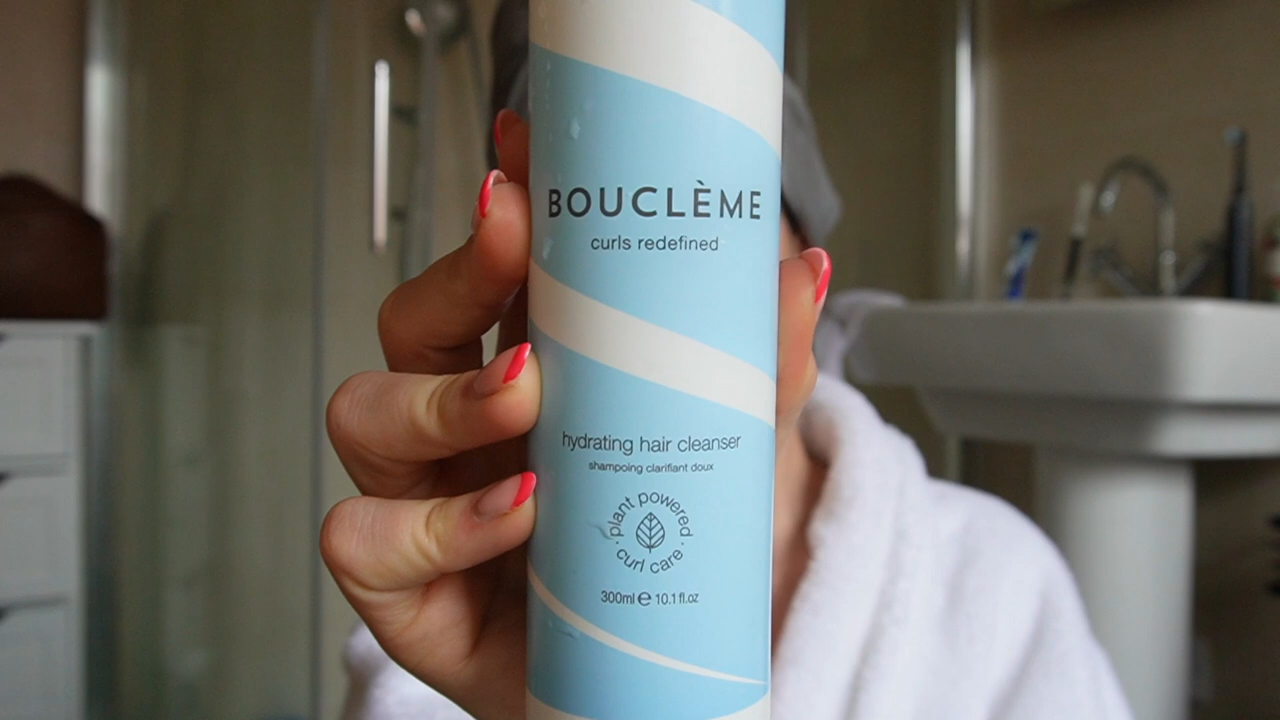 BOUCLÈME
curls redefined
hydrating hair cleanser
shampoing clarifiant doux
plant powered
· curl care ·
300ml ℮ 10.1 fl.oz